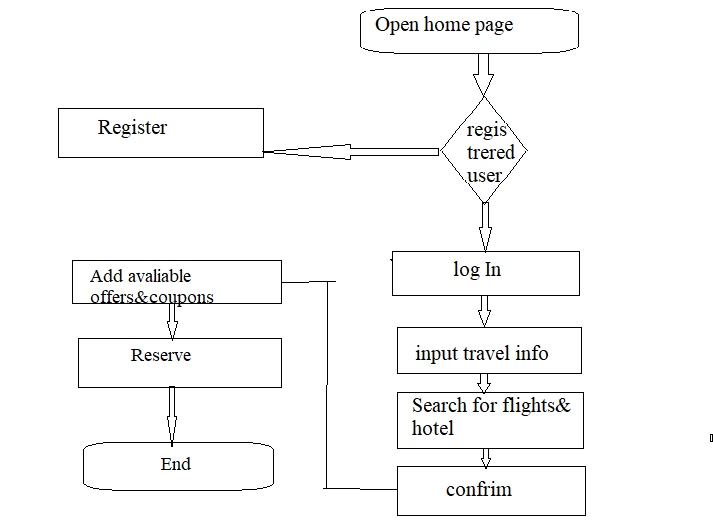 Open home page
regis
trered
user
Register
log In
input travel info
Search for flights&
hotel
confrim
Add avaliable
offers&coupons
Reserve
End